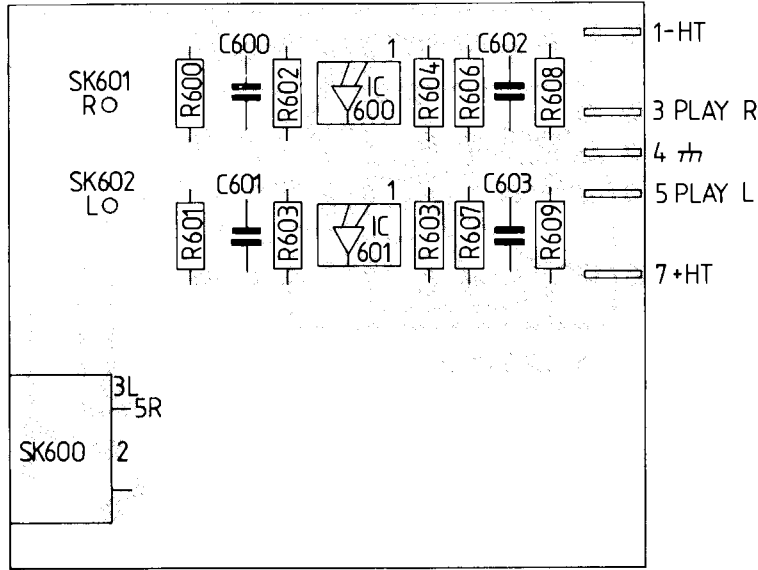 C600
1
C602
1-HT
SK601
R
R600
R602
IC
600
R604
R606
R608
3 PLAY R
4
SK602
L
C601
1
C603
5 PLAY L
R601
R603
IC
601
R603
R607
R609
7+HT
3L
5R
SK600
2